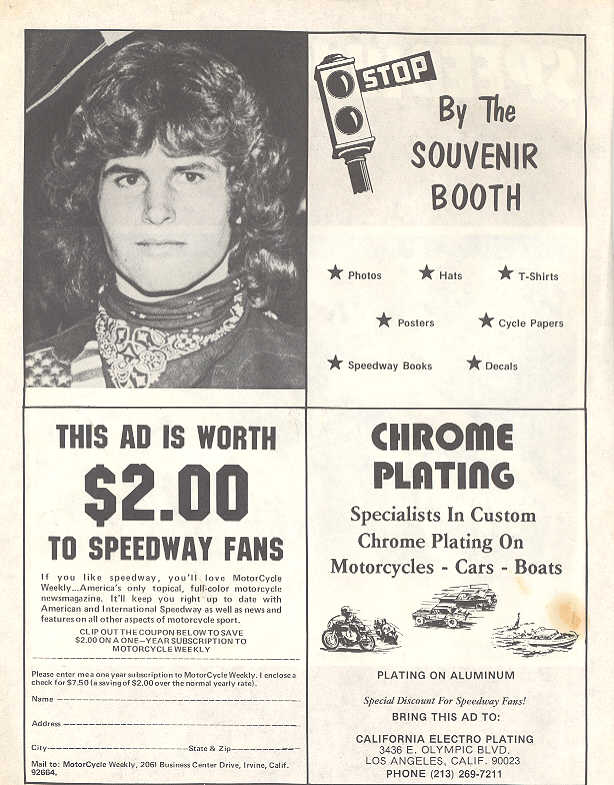 STOP
By The
SOUVENIR
BOOTH
Photos
Hats
T-Shirts
Posters
Cycle Papers
Speedway Books
Decals
THIS AD IS WORTH
$2.00
TO SPEEDWAY FANS
If you like speedway, you'll love MotorCycle
Weekly...America's only topical, full-color motorcycle
newsmagazine. It'll keep you right up to date with
American and International Speedway as well as news and
features on all other aspects of motorcycle sport.
CLIP OUT THE COUPON BELOW TO SAVE
$2.00 ON A ONE-YEAR SUBSCRIPTION TO
MOTORCYCLE WEEKLY
Please enter me a one year subscription to MotorCycle Weekly. I enclose a
check for $7.50 (a saving of $2.00 over the normal yearly rate).
Name
Address
City State & Zip
Mail to: MotorCycle Weekly, 2061 Business Center Drive, Irvine, Calif.
92664.
CHROME
PLATING
Specialists In Custom
Chrome Plating On
Motorcycles - Cars - Boats
PLATING ON ALUMINUM
Special Discount For Speedway Fans!
BRING THIS AD TO:
CALIFORNIA ELECTRO PLATING
3436 E. OLYMPIC BLVD.
LOS ANGELES, CALIF. 90023
PHONE (213) 269-7211